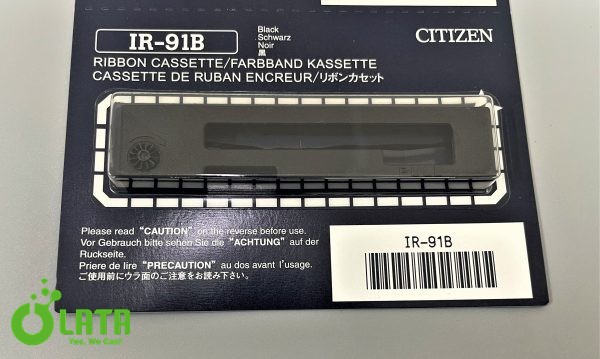 IR-91B
Black
Schwarz
Noir
黒
CITIZEN
RIBBON CASSETTE/FARBBAND KASSETTE
CASSETTE DE RUBAN ENCREUR/リボンカセット
Please read "CAUTION" on the reverse before use.
Vor Gebrauch bitte sehen Sie die "ACHTUNG" auf der
Ruckseite.
Priere de lire "PRECAUTION" au dos avant l'usage.
ご使用前にウラ面のご注意をお読み下さい。
IR-91B
OLATA
Yes, We Can!